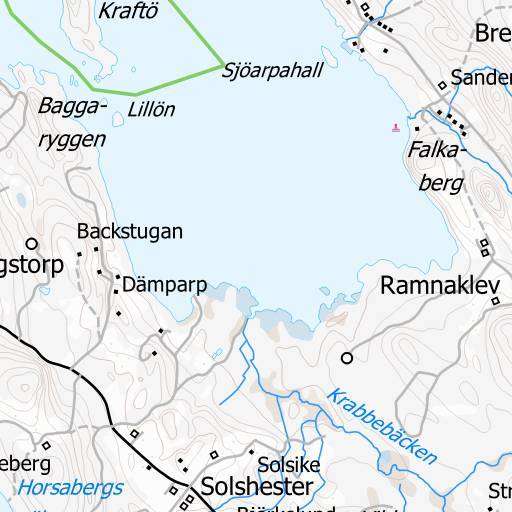 Kraftö
Bre
Sjöarpahall
Sander
Bagga-
ryggen
Lillön
Falka-
berg
Backstugan
gstorp
Dämparp
Ramnaklev
Krabbebäcken
eberg
Solsike
Horsabergs
Solshester
Str
Björkelund